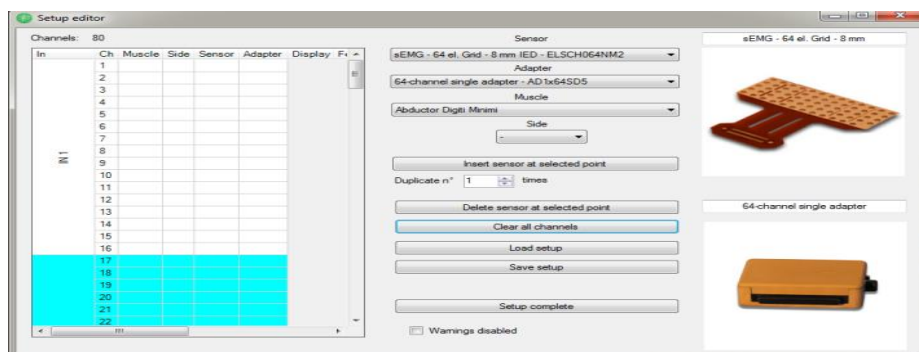 Setup editor
Channels: 80
In Ch Muscle Side Sensor Adapter Display
1
2
3
4
5
6
7
8
9
10
11
12
13
14
15
16
17
18
19
20
21
22
IN1
Sensor
sEMG - 64 el. Grid - 8 mm IED - ELSCH064NM2
Adapter
64-channel single adapter - AD1x64SD5
Muscle
Abductor Digiti Minimi
Side
-
Insert sensor at selected point
Duplicate n° 1 times
Delete sensor at selected point
Clear all channels
Load setup
Save setup
Setup complete
Warnings disabled
sEMG - 64 el. Grid - 8 mm
64-channel single adapter